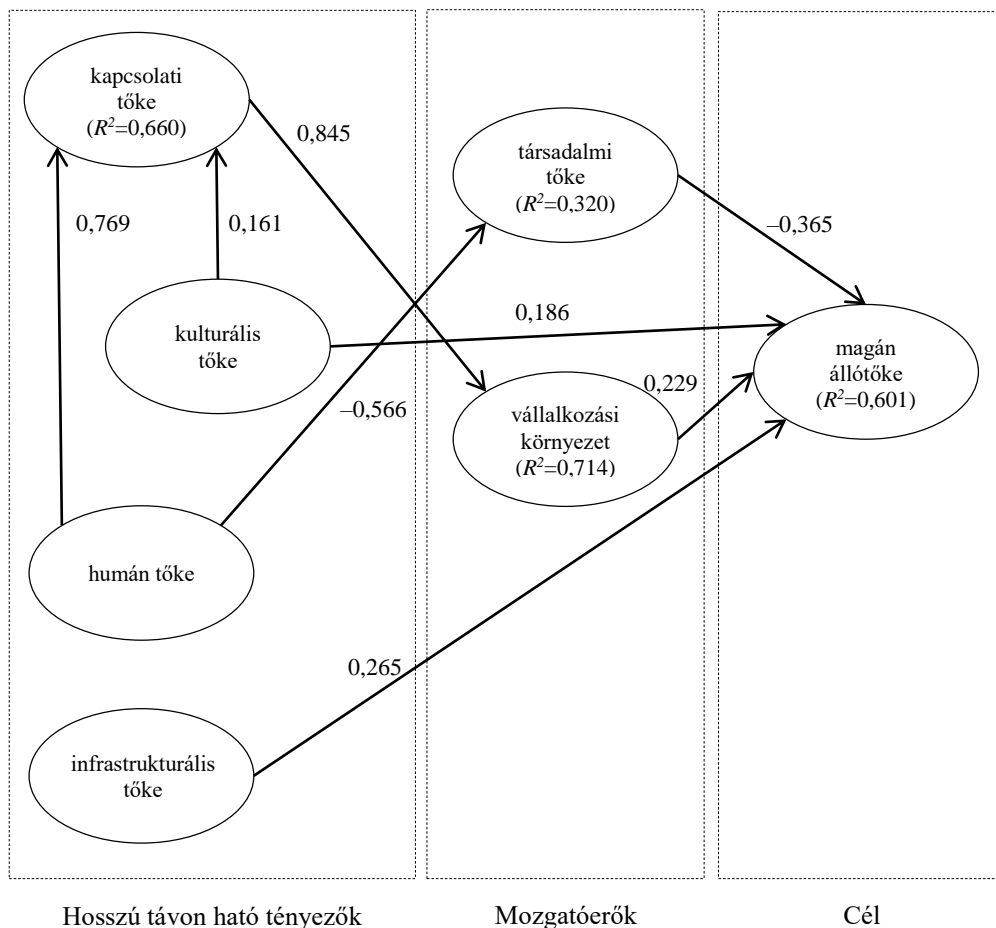 kapcsolati
tőke
(R²=0,660)
0,845
társadalmi
tőke
(R²=0,320)
–0,365
0,769
0,161
kulturális
tőke
0,186
magán
állótőke
(R²=0,601)
–0,566
0,229
vállalkozási
környezet
(R²=0,714)
humán tőke
0,265
infrastrukturális
tőke
Hosszú távon ható tényezők
Mozgatóerők
Cél